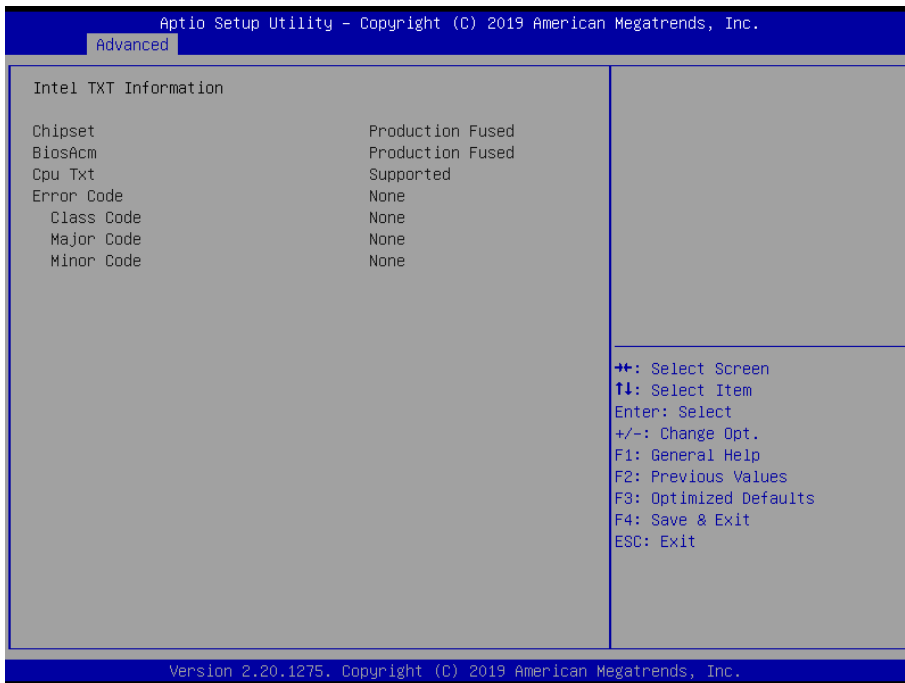 Aptio Setup Utility – Copyright (C) 2019 American Megatrends, Inc.
Advanced
Intel TXT Information
Chipset Production Fused
BiosAcm Production Fused
Cpu Txt Supported
Error Code None
Class Code None
Major Code None
Minor Code None
→←: Select Screen
↑↓: Select Item
Enter: Select
+/-: Change Opt.
F1: General Help
F2: Previous Values
F3: Optimized Defaults
F4: Save & Exit
ESC: Exit
Version 2.20.1275. Copyright (C) 2019 American Megatrends, Inc.